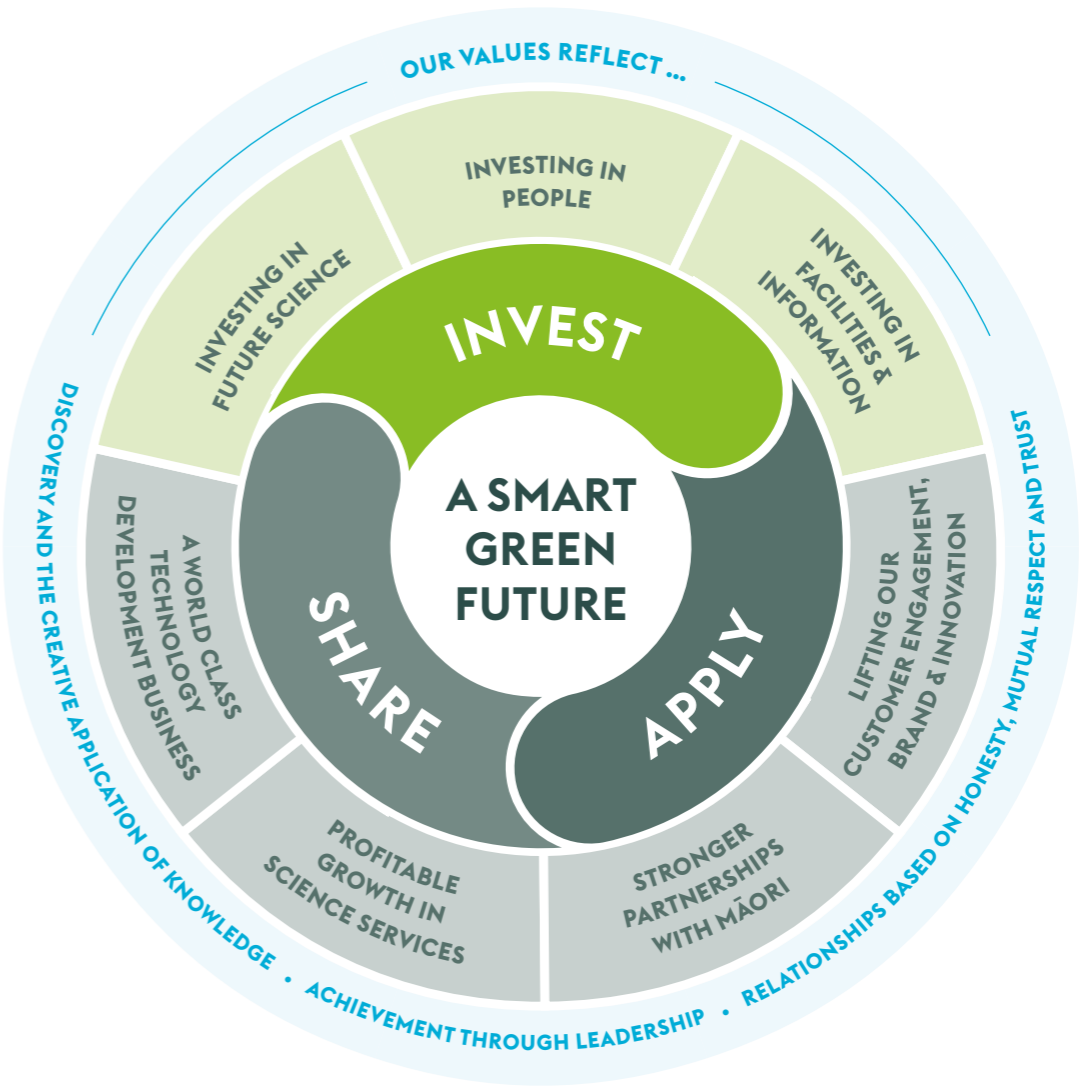 OUR VALUES REFLECT ...
INVESTING IN
PEOPLE
INVESTING IN
FACILITIES &
INFORMATION
LIFTING OUR
CUSTOMER ENGAGEMENT,
BRAND & INNOVATION
STRONGER
PARTNERSHIPS
WITH MĀORI
PROFITABLE
GROWTH IN
SCIENCE SERVICES
A WORLD CLASS
TECHNOLOGY
DEVELOPMENT BUSINESS
INVESTING IN
FUTURE SCIENCE
INVEST
APPLY
SHARE
A SMART
GREEN
FUTURE
DISCOVERY AND THE CREATIVE APPLICATION OF KNOWLEDGE • ACHIEVEMENT THROUGH LEADERSHIP • RELATIONSHIPS BASED ON HONESTY, MUTUAL RESPECT AND TRUST